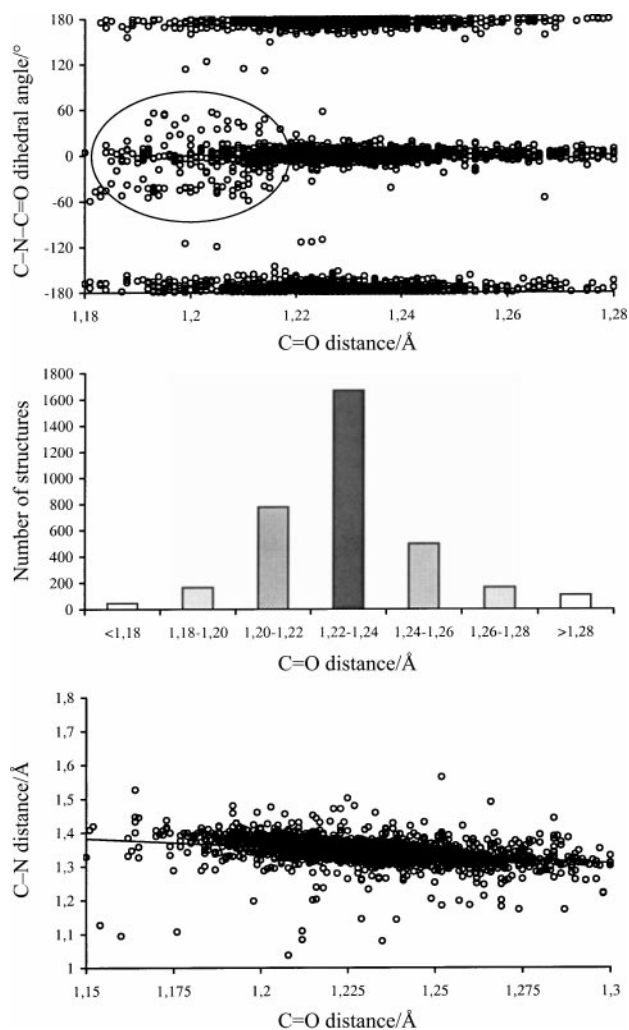 C–N–C=O dihedral angle/°
180
120
60
0
-60
-120
-180
1,18 1,2 1,22 1,24 1,26 1,28
C=O distance/Å
Number of structures
1800
1600
1400
1200
1000
800
600
400
200
0
<1,18 1,18-1,20 1,20-1,22 1,22-1,24 1,24-1,26 1,26-1,28 >1,28
C=O distance/Å
C–N distance/Å
1,8
1,7
1,6
1,5
1,4
1,3
1,2
1,1
1
1,15 1,175 1,2 1,225 1,25 1,275 1,3
C=O distance/Å